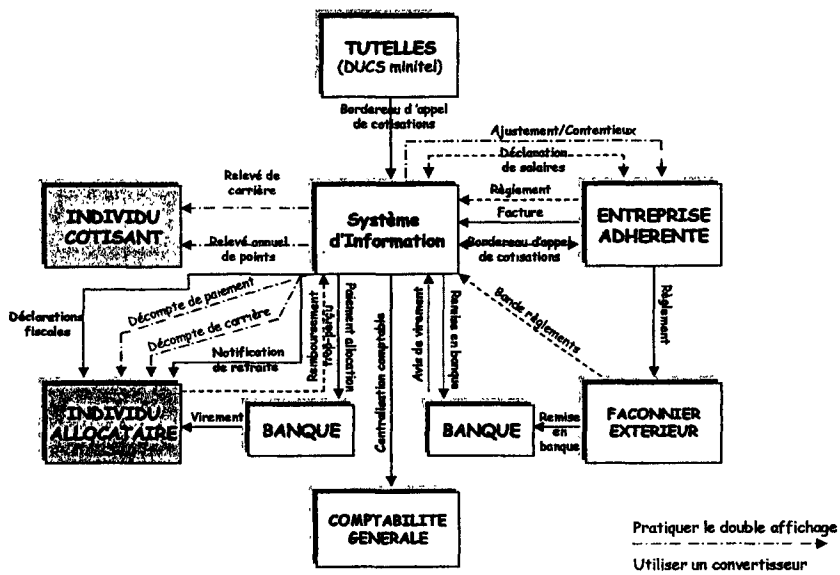 TUTELLES
(DUCS minitel)
Bordereau d'appel
de cotisations
Ajustement/Contentieux
Déclaration
de salaires
Relevé de
carrière
Règlement
Facture
INDIVIDU
COTISANT
Système
d'Information
ENTREPRISE
ADHERENTE
Relevé annuel
de points
Bordereau d'appel
de cotisations
Déclarations
fiscales
Décompte de paiement
Décompte de carrière
Notification
de retraite
Remboursement
Paiement allocation
Centralisation comptable
Avis de virement
Remise en banque
Bande règlements
Règlement
INDIVIDU
ALLOCATAIRE
Virement
BANQUE
BANQUE
Remise
en
banque
FACONNIER
EXTERIEUR
COMPTABILITE
GENERALE
Pratiquer le double affichage
Utiliser un convertisseur